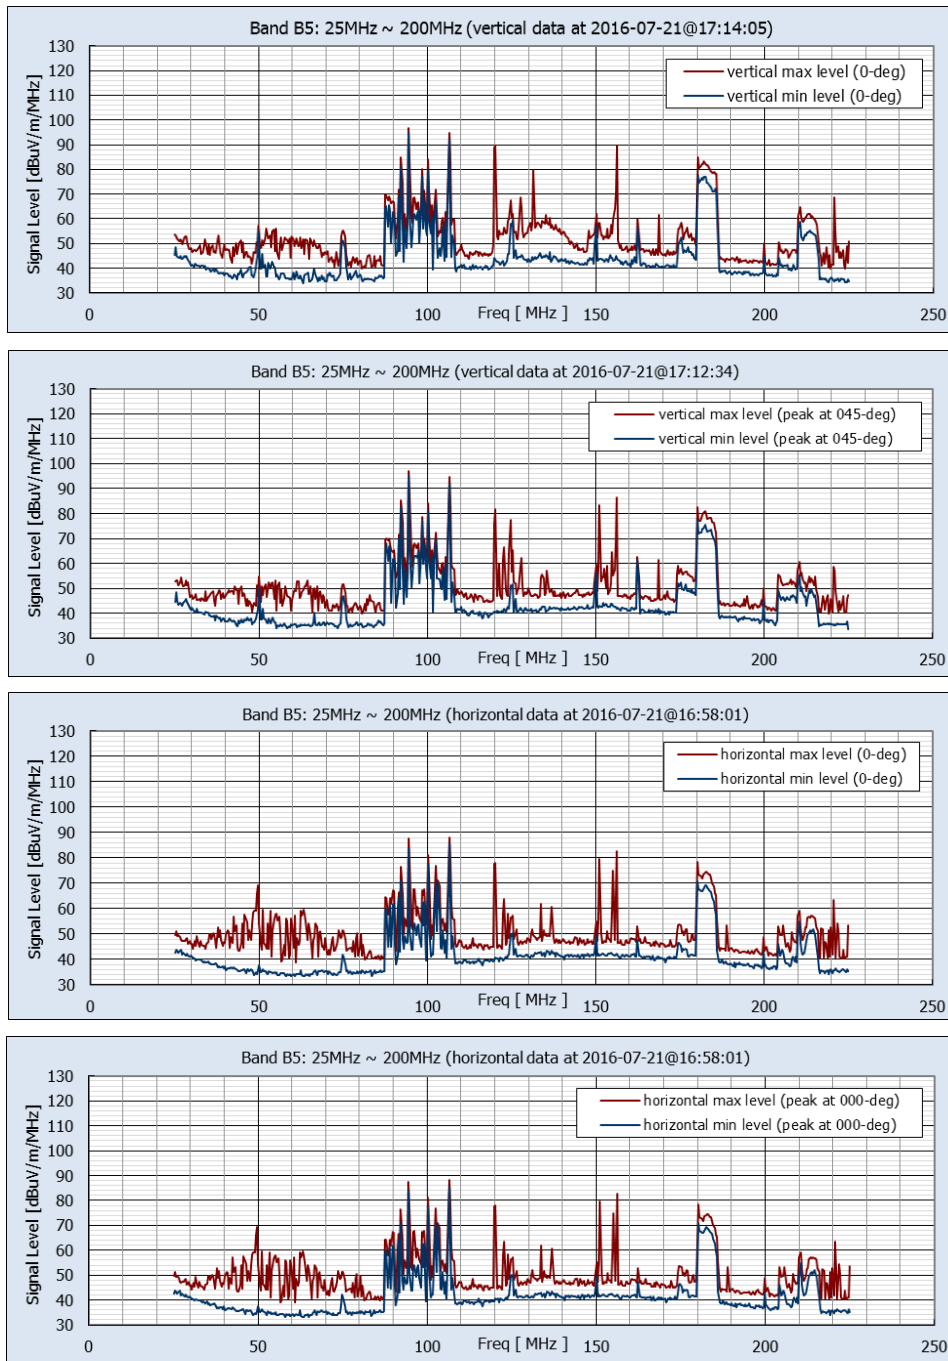 Band B5: 25MHz ~ 200MHz (vertical data at 2016-07-21@17:14:05)
Signal Level [dBuV/m/MHz]
130
120
110
100
90
80
70
60
50
40
30
vertical max level (0-deg)
vertical min level (0-deg)
0 50 100 150 200 250
Freq [ MHz ]
Band B5: 25MHz ~ 200MHz (vertical data at 2016-07-21@17:12:34)
Signal Level [dBuV/m/MHz]
130
120
110
100
90
80
70
60
50
40
30
vertical max level (peak at 045-deg)
vertical min level (peak at 045-deg)
0 50 100 150 200 250
Freq [ MHz ]
Band B5: 25MHz ~ 200MHz (horizontal data at 2016-07-21@16:58:01)
Signal Level [dBuV/m/MHz]
130
120
110
100
90
80
70
60
50
40
30
horizontal max level (0-deg)
horizontal min level (0-deg)
0 50 100 150 200 250
Freq [ MHz ]
Band B5: 25MHz ~ 200MHz (horizontal data at 2016-07-21@16:58:01)
Signal Level [dBuV/m/MHz]
130
120
110
100
90
80
70
60
50
40
30
horizontal max level (peak at 000-deg)
horizontal min level (peak at 000-deg)
0 50 100 150 200 250
Freq [ MHz ]